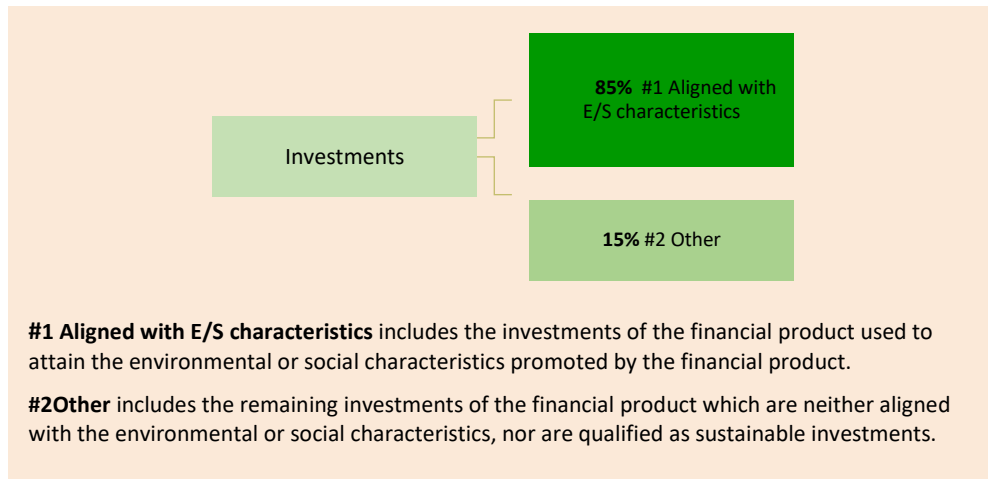 85% #1 Aligned with
E/S characteristics
Investments
15% #2 Other
#1 Aligned with E/S characteristics includes the investments of the financial product used to
attain the environmental or social characteristics promoted by the financial product.
#2Other includes the remaining investments of the financial product which are neither aligned
with the environmental or social characteristics, nor are qualified as sustainable investments.